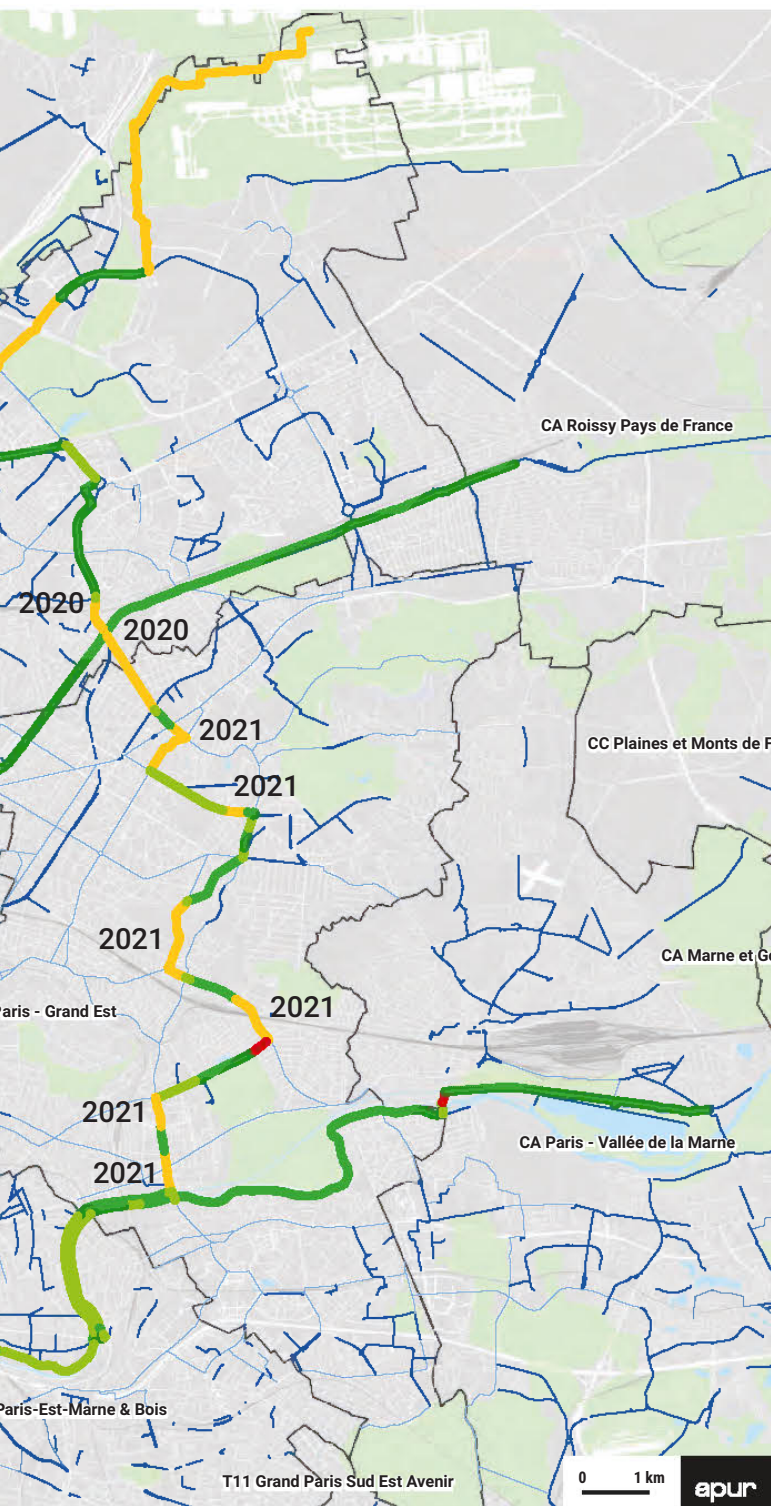 CA Roissy Pays de France
2020
2020
2021
CC Plaines et Monts de F
2021
2021
CA Marne et G
2021
aris - Grand Est
2021
CA Paris - Vallée de la Marne
2021
Paris-Est-Marne & Bois
T11 Grand Paris Sud Est Avenir
0 1 km
apur